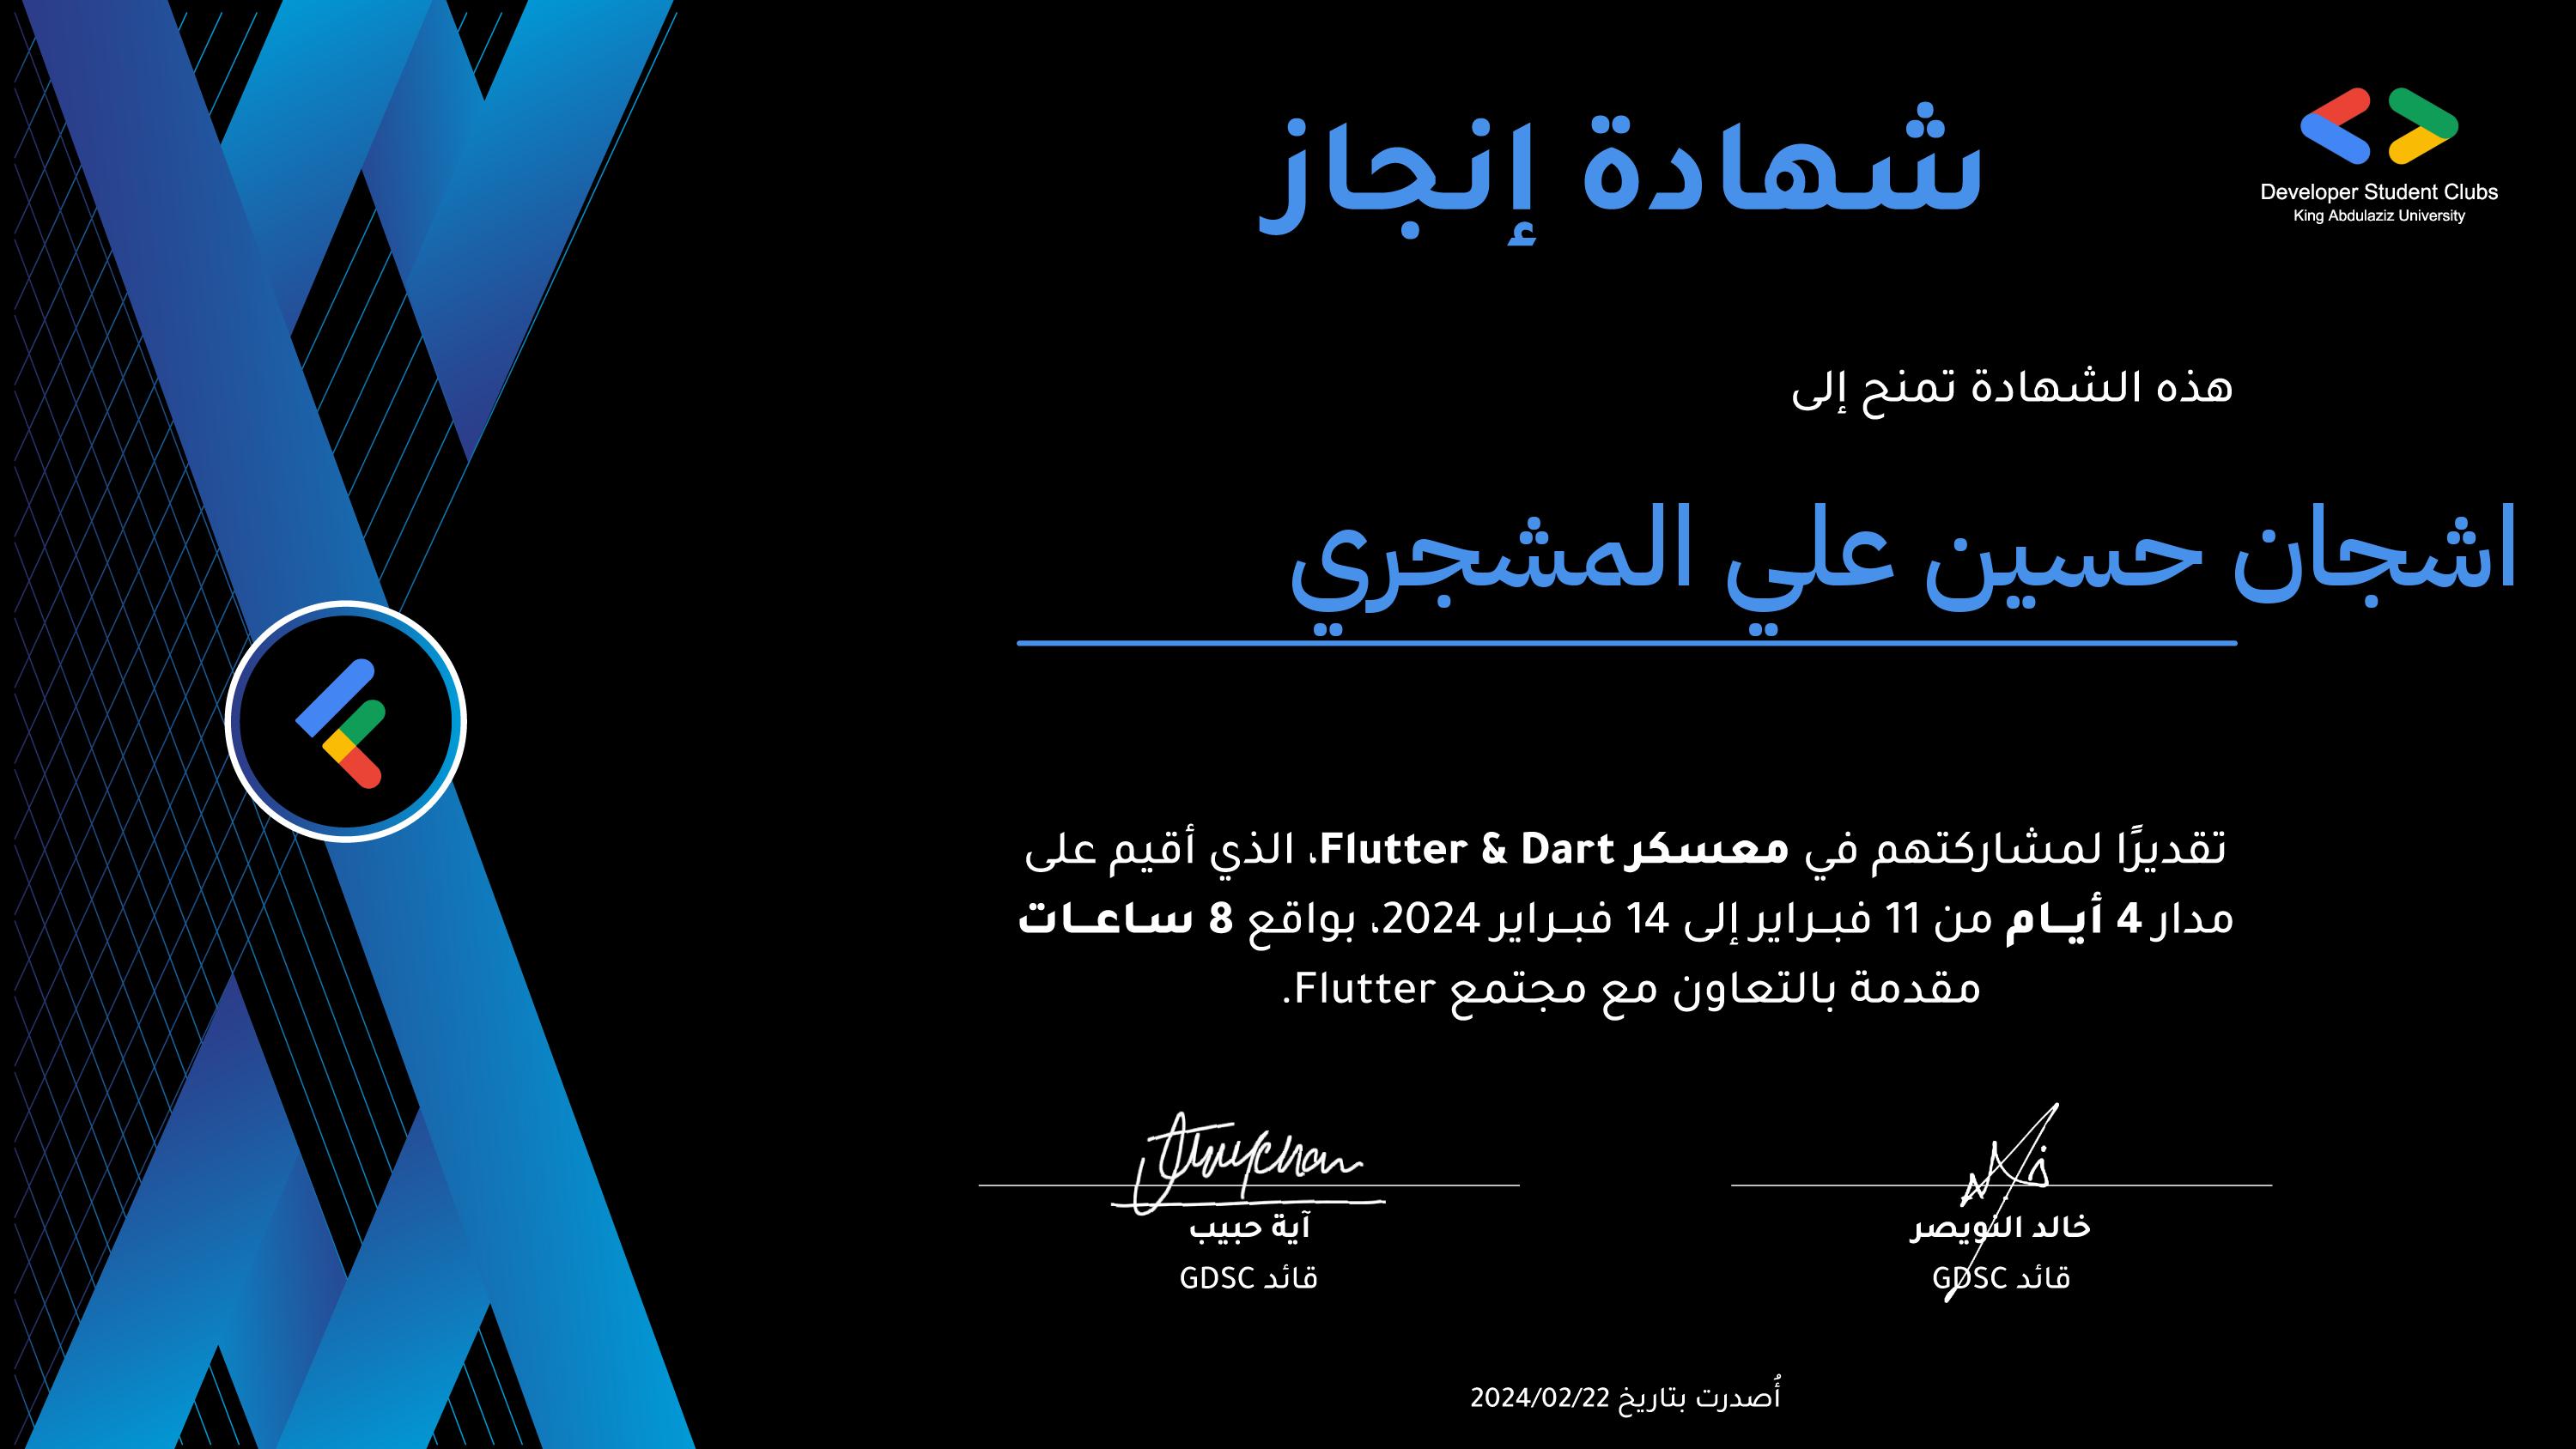 شهادة إنجاز
Developer Student Clubs
King Abdulaziz University
هذه الشهادة تمنح إلى
اشجان حسين علي المشجري
تقديرًا لمشاركتهم في معسكر Flutter & Dart، الذي أقيم على
مدار 4 أيــام من 11 فبـراير إلى 14 فبـراير 2024، بواقع 8 ساعــات
مقدمة بالتعاون مع مجتمع Flutter.
خالد النويصر
قائد GDSC
آية حبيب
قائد GDSC
أُصدرت بتاريخ 2024/02/22